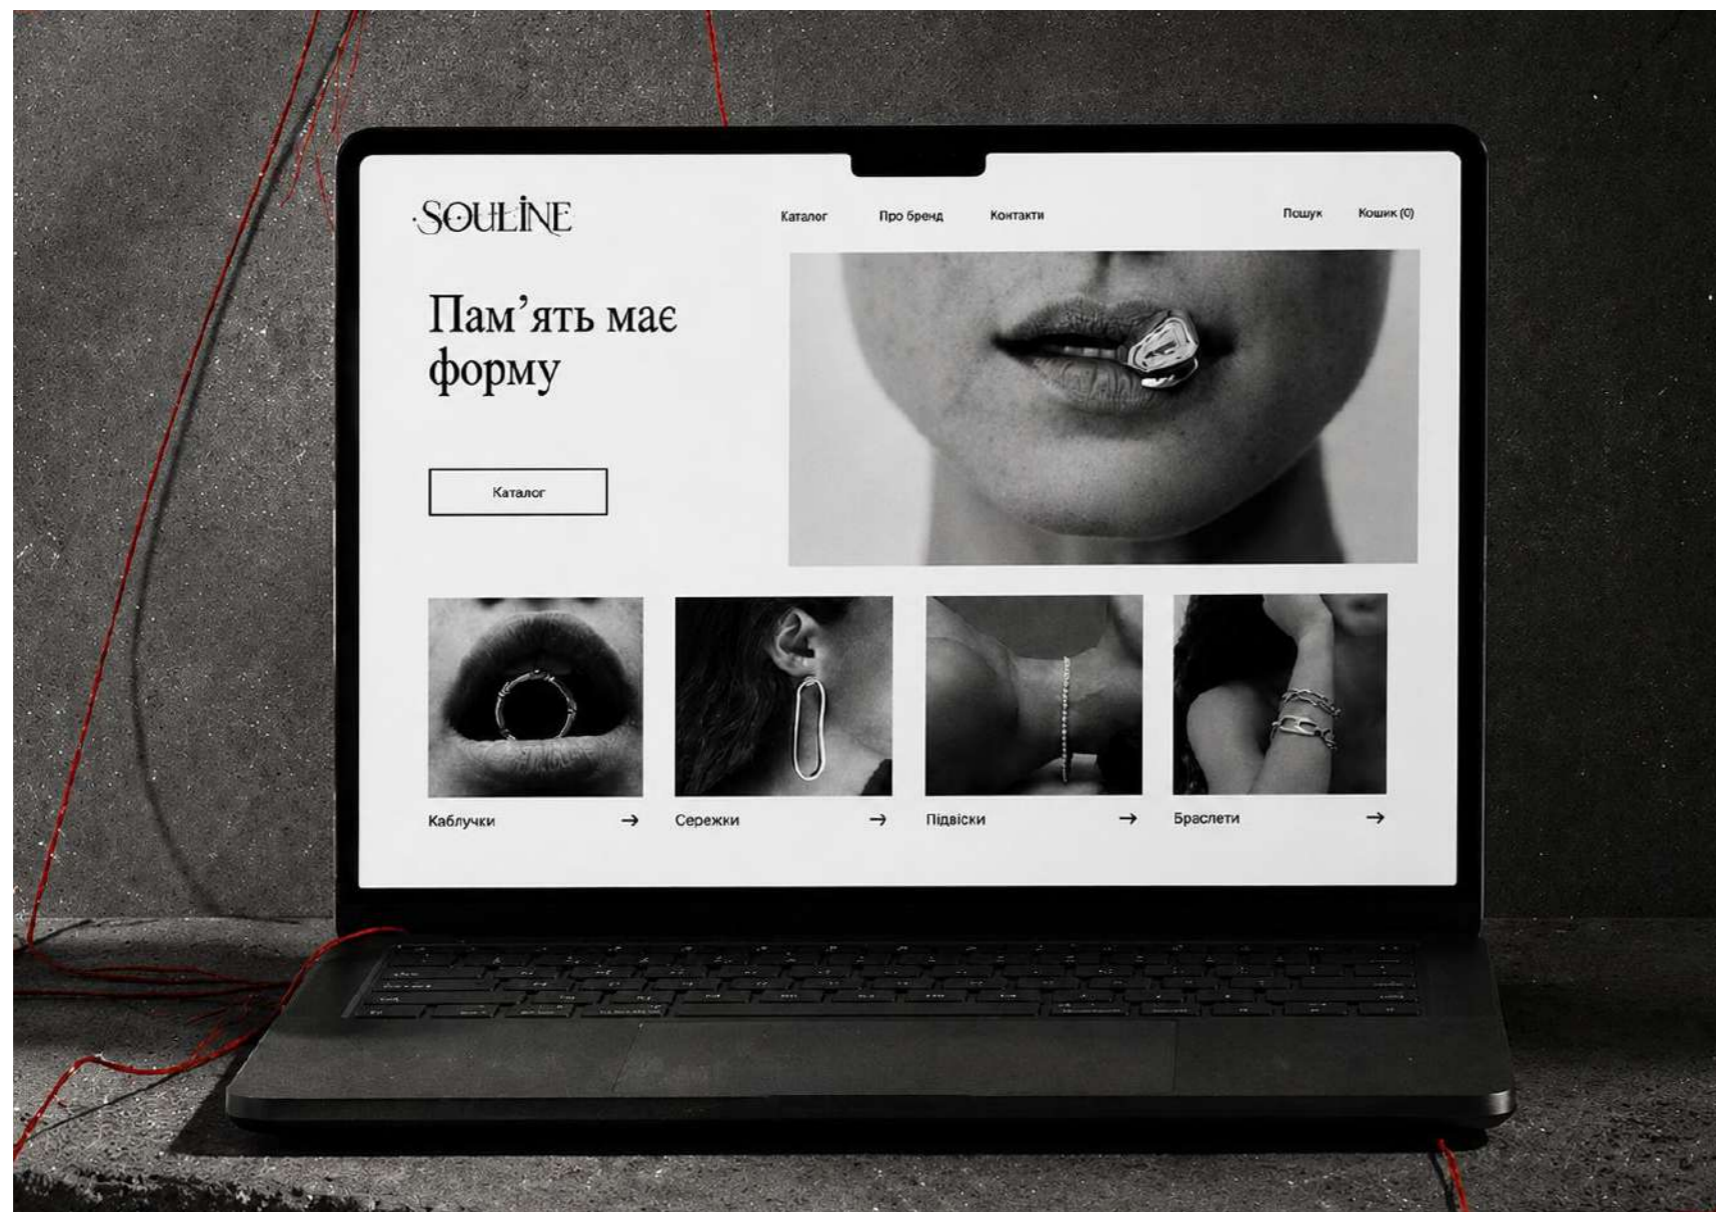 SOULINE
Каталог Про бренд Контакти Пошук Кошик (0)
Пам’ять має
форму
Каталог
Каблучки → Сережки → Підвіски → Браслети →